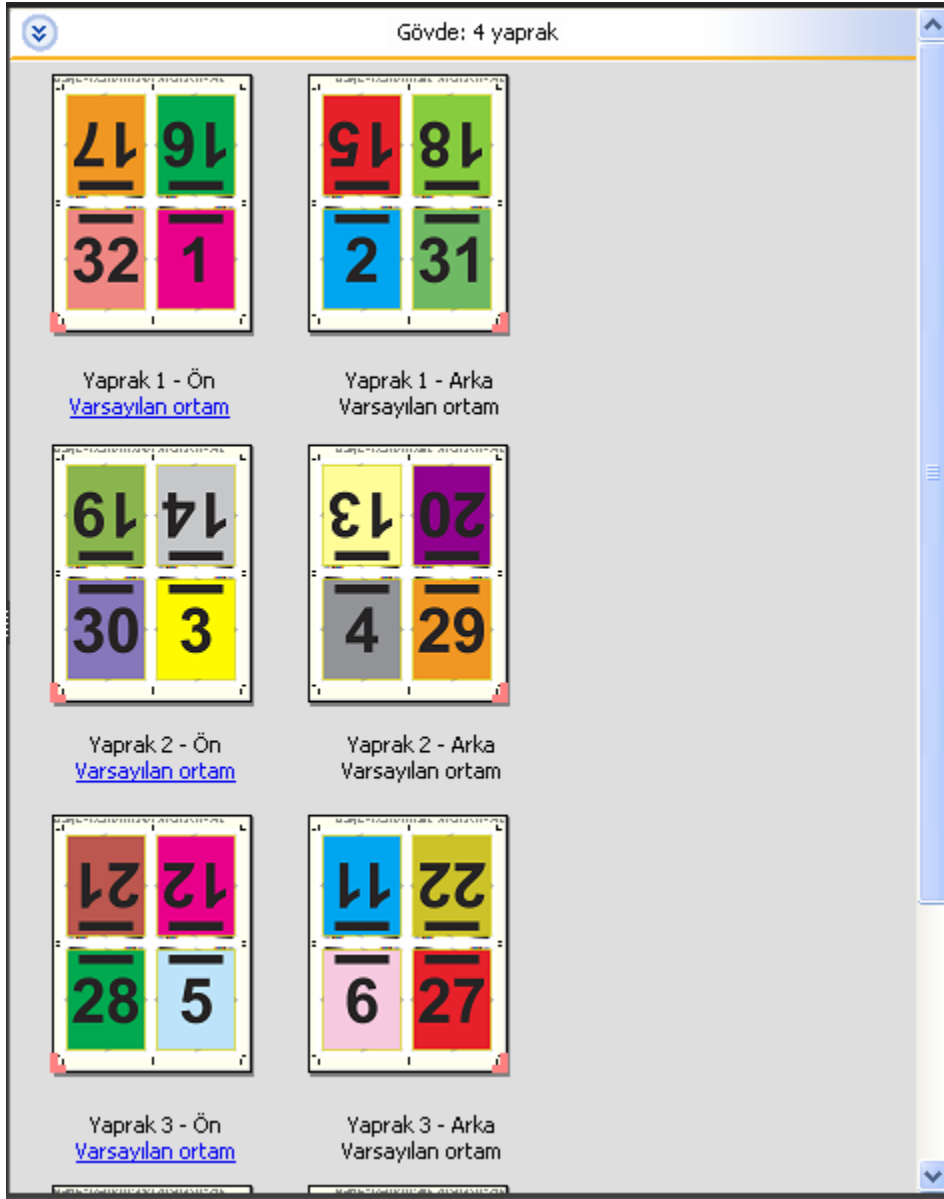 Gövde: 4 yaprak
17 16 15 18
32 1 2 31
Yaprak 1 - Ön Yaprak 1 - Arka
Varsayılan ortam Varsayılan ortam
19 14 13 20
30 3 4 29
Yaprak 2 - Ön Yaprak 2 - Arka
Varsayılan ortam Varsayılan ortam
21 12 11 22
28 5 6 27
Yaprak 3 - Ön Yaprak 3 - Arka
Varsayılan ortam Varsayılan ortam